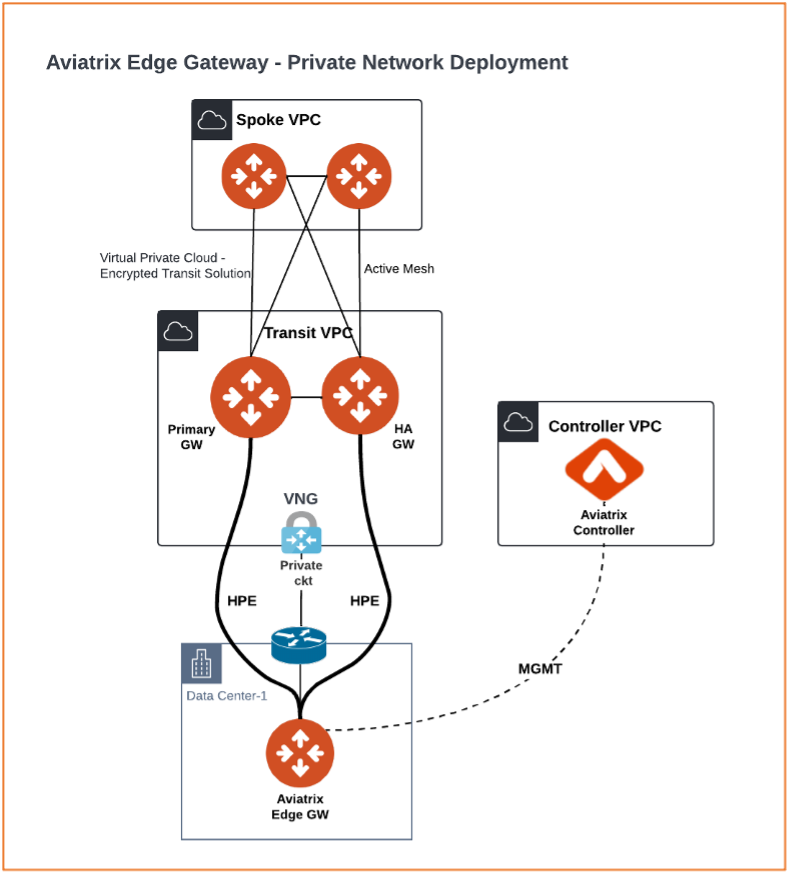 Aviatrix Edge Gateway - Private Network Deployment
Spoke VPC
Virtual Private Cloud -
Encrypted Transit Solution
Active Mesh
Transit VPC
Primary
GW
HA
GW
Controller VPC
Aviatrix
Controller
VNG
Private
ckt
HPE
HPE
MGMT
Data Center-1
Aviatrix
Edge GW